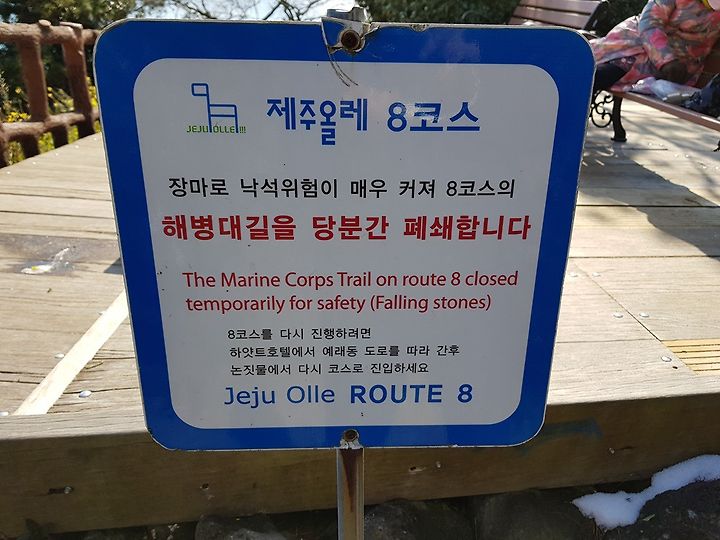 JEJU OLLE!!!
제주올레 8코스
장마로 낙석위험이 매우 커져 8코스의
해병대길을 당분간 폐쇄합니다
The Marine Corps Trail on route 8 closed
temporarily for safety (Falling stones)
8코스를 다시 진행하려면
하얏트호텔에서 예래동 도로를 따라 간후
논짓물에서 다시 코스로 진입하세요
Jeju Olle ROUTE 8